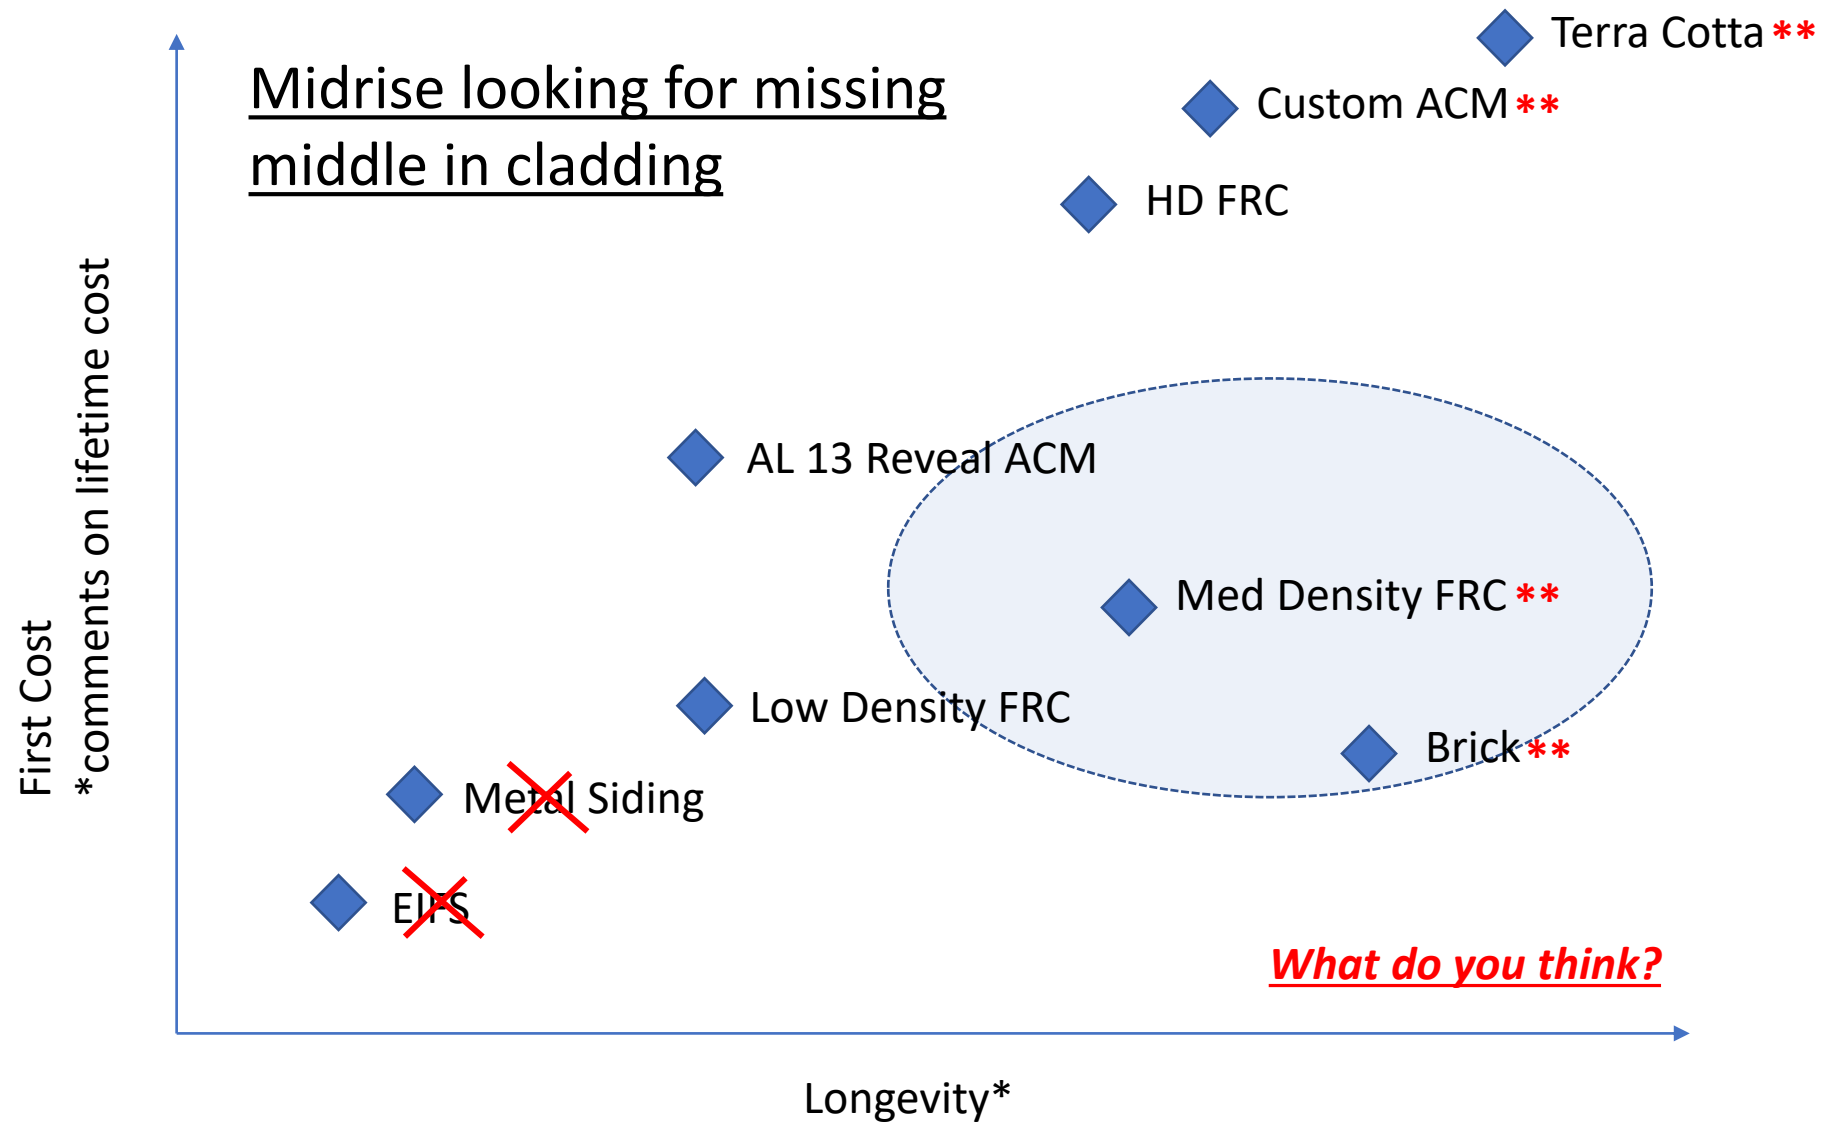 Terra Cotta**
Midrise looking for missing
middle in cladding
Custom ACM**
HD FRC
First Cost
*comments on lifetime cost
AL 13 Reveal ACM
Med Density FRC**
Low Density FRC
Brick**
Metal Siding
EIFS
What do you think?
Longevity*